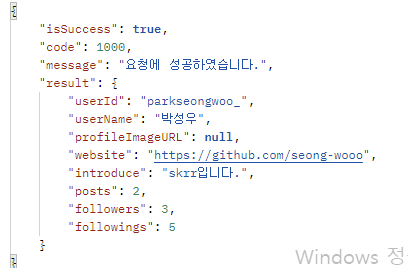 {
"isSuccess": true,
"code": 1000,
"message": "요청에 성공하였습니다.",
"result": {
"userId": "parkseongwoo_",
"userName": "박성우",
"profileImageURL": null,
"website": "https://github.com/seong-wooo",
"introduce": "skrr입니다.",
"posts": 2,
"followers": 3,
"followings": 5
}
Windows 정
}